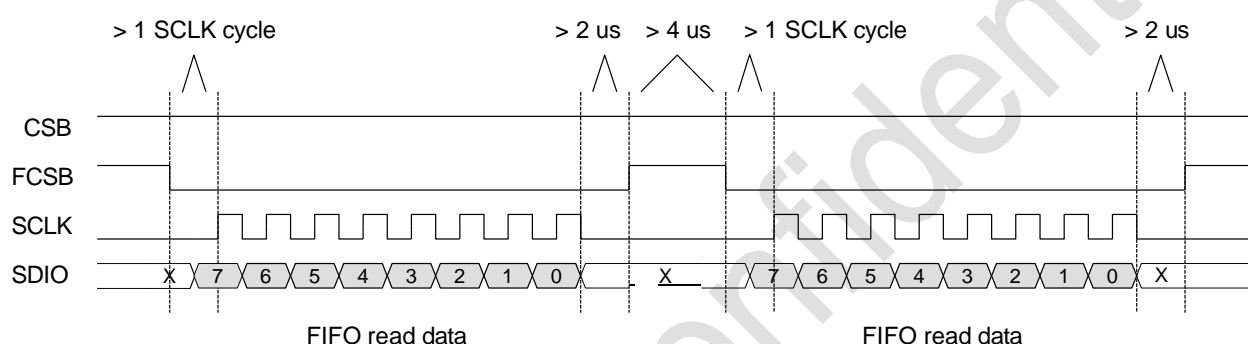 > 1 SCLK cycle > 2 us > 4 us > 1 SCLK cycle > 2 us
CSB
FCSB
SCLK
SDIO X 7 6 5 4 3 2 1 0 X 7 6 5 4 3 2 1 0 X
FIFO read data FIFO read data